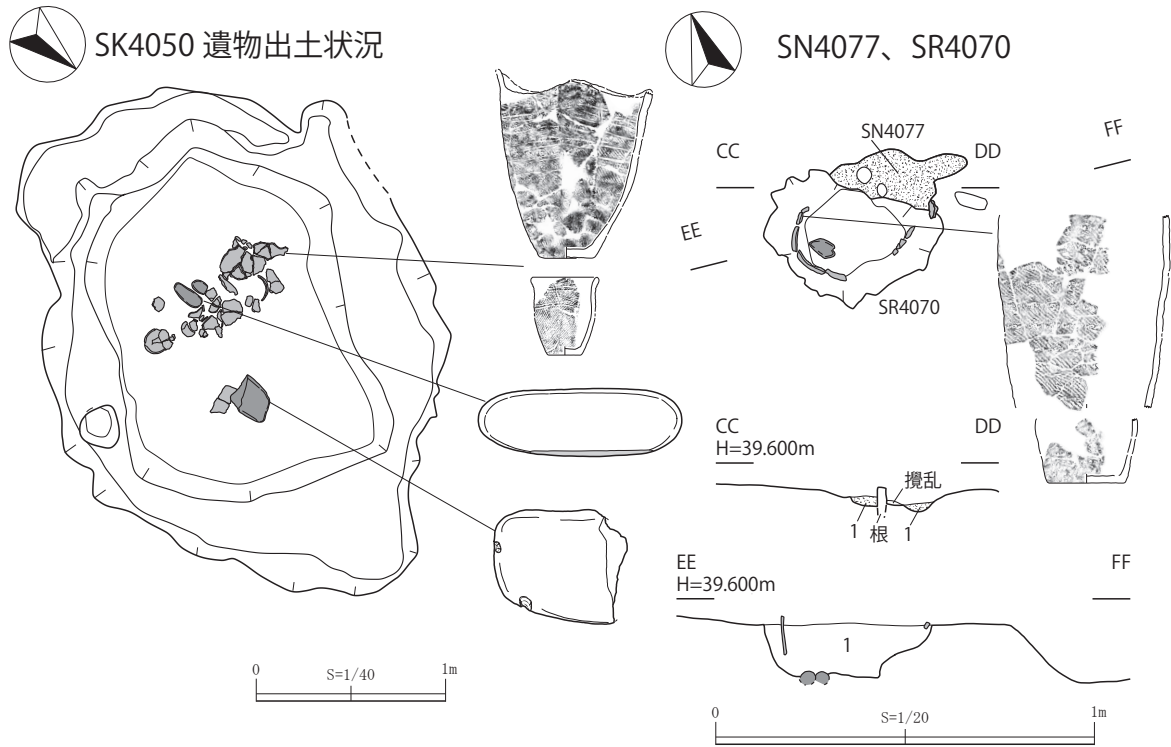 SK4050 遺物出土状況
0
S=1/40
1m
SN4077、SR4070
SN4077
CC
DD
FF
EE
SR4070
CC
H=39.600m
DD
攪乱
1
根
1
EE
H=39.600m
FF
1
0
S=1/20
1m